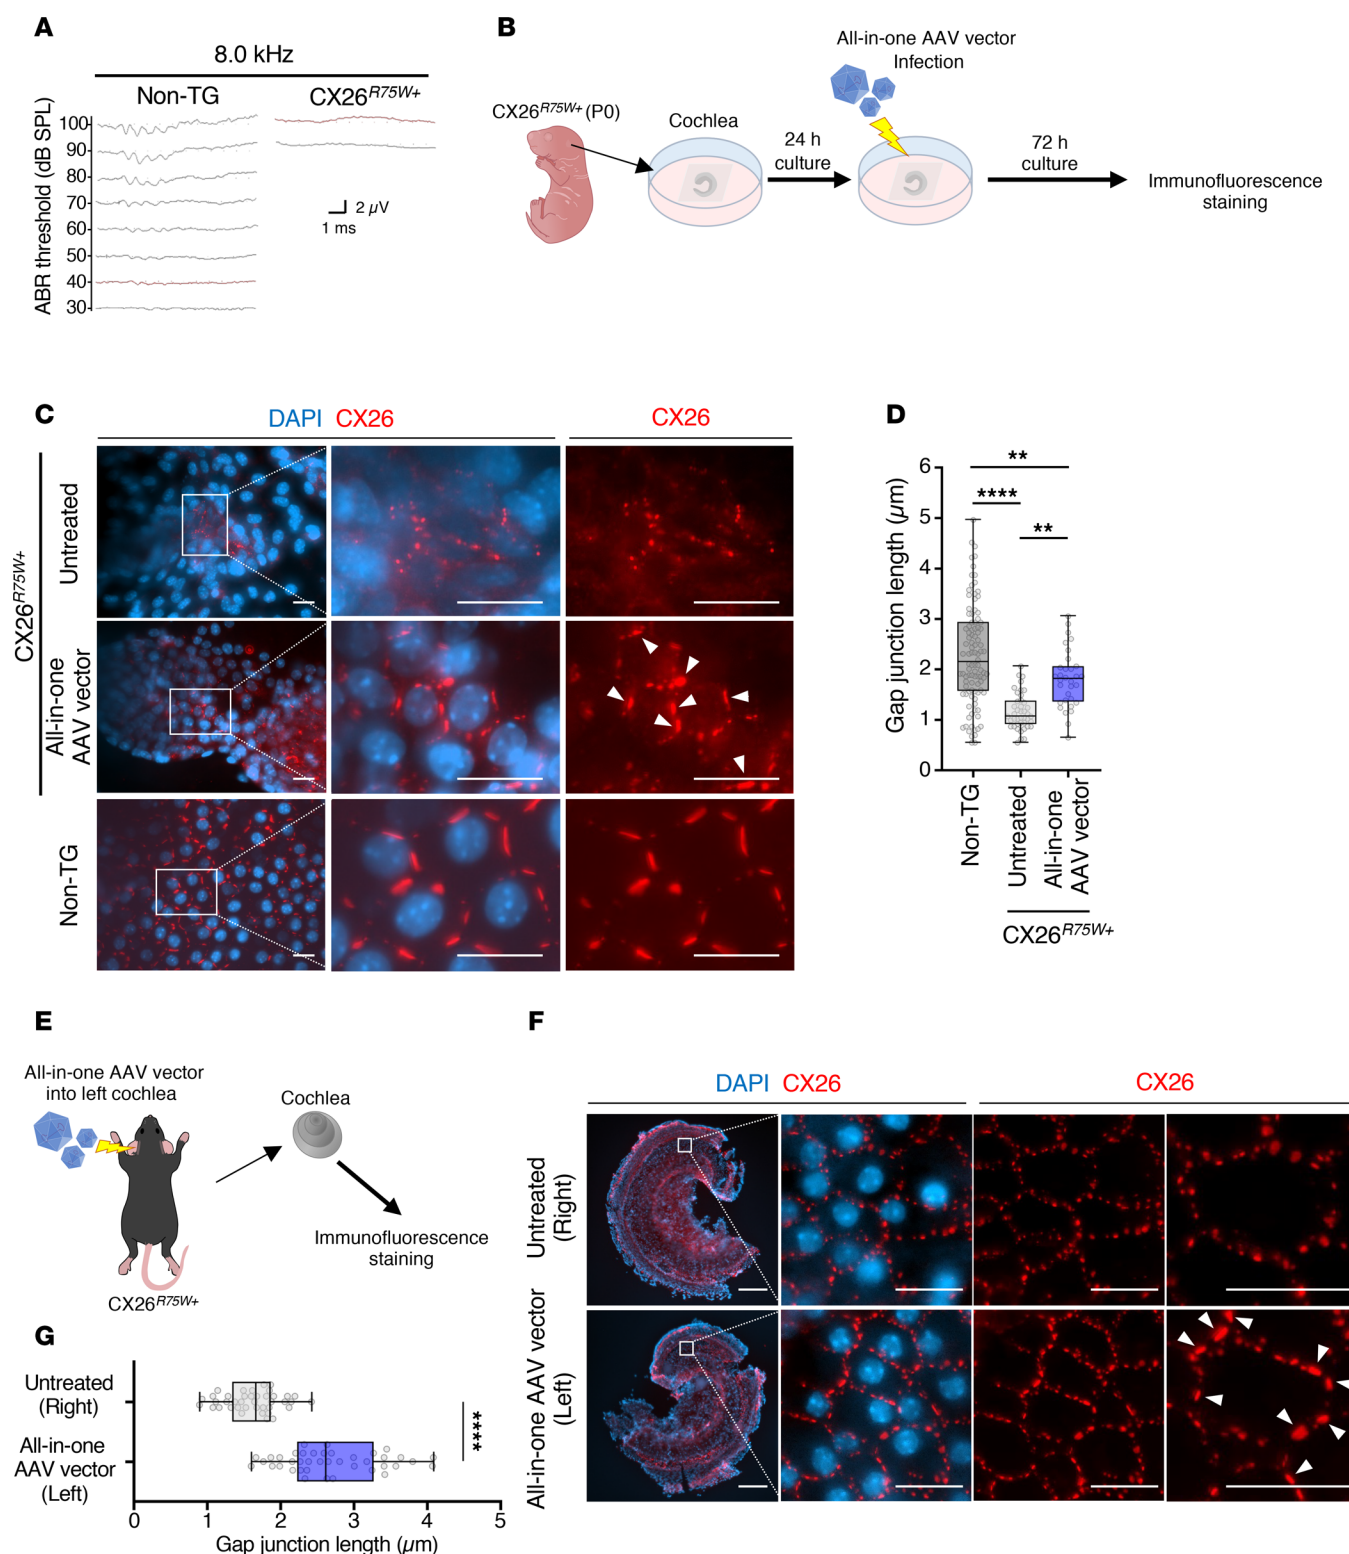 A
8.0 kHz
Non-TG
CX26R75W+
ABR threshold (dB SPL)
100
90
80
70
60
50
40
30
2 µV
1 ms
B
All-in-one AAV vector
Infection
CX26R75W+ (P0)
Cochlea
24 h
culture
72 h
culture
Immunofluorescence
staining
C
DAPI CX26
CX26
CX26R75W+
Untreated
All-in-one
AAV vector
Non-TG
D
Gap junction length (µm)
6
5
4
3
2
1
0
**
****
**
Non-TG
Untreated
All-in-one
AAV vector
CX26R75W+
E
All-in-one AAV vector
into left cochlea
Cochlea
Immunofluorescence
staining
CX26R75W+
F
DAPI CX26
CX26
Untreated
(Right)
All-in-one AAV vector
(Left)
G
Untreated
(Right)
All-in-one
AAV vector
(Left)
****
0 1 2 3 4 5
Gap junction length (µm)